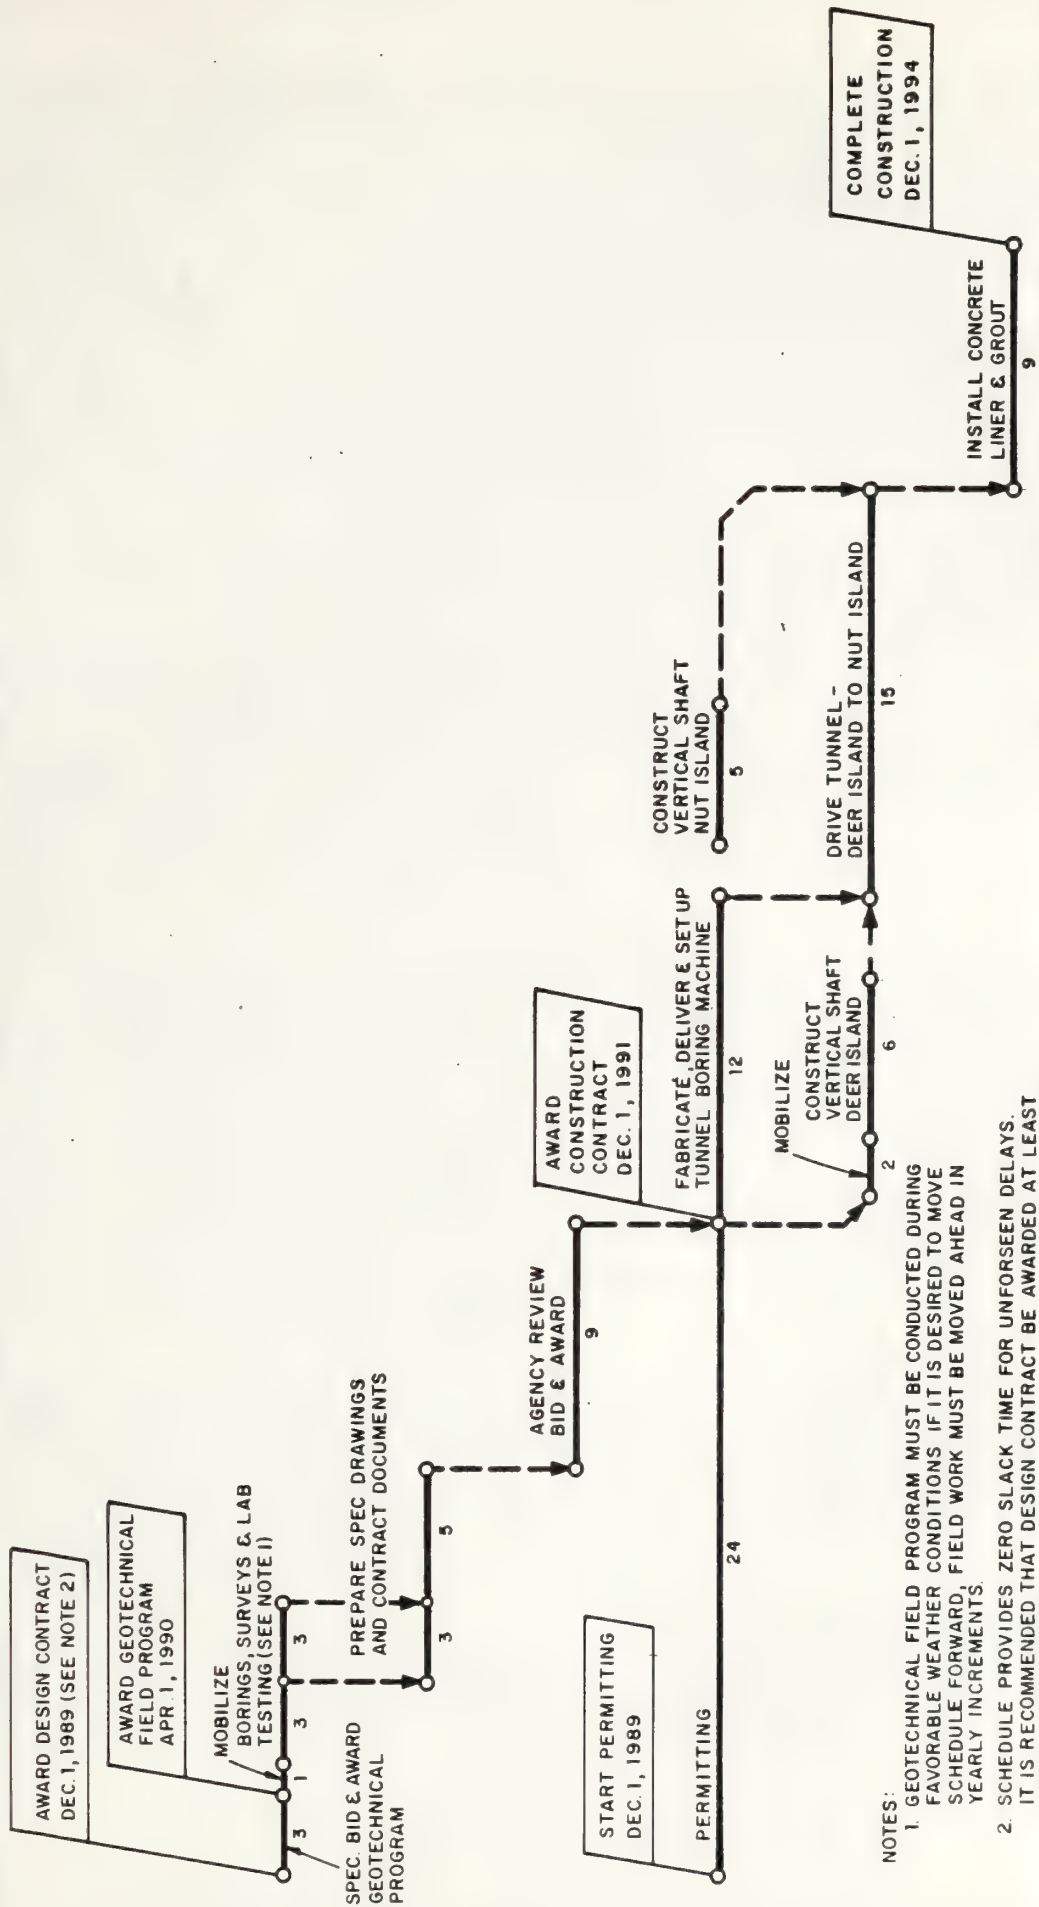 AWARD DESIGN CONTRACT
DEC. 1, 1989 (SEE NOTE 2)
AWARD GEOTECHNICAL
FIELD PROGRAM
APR. 1, 1990
MOBILIZE
BORINGS, SURVEYS & LAB
TESTING (SEE NOTE 1)
3
1
3
3
SPEC. BID & AWARD
GEOTECHNICAL
PROGRAM
PREPARE SPEC DRAWINGS
AND CONTRACT DOCUMENTS
3
5
AGENCY REVIEW
BID & AWARD
9
START PERMITTING
DEC. 1, 1989
PERMITTING
24
AWARD
CONSTRUCTION
CONTRACT
DEC. 1, 1991
FABRICATE, DELIVER & SET UP
TUNNEL BORING MACHINE
12
CONSTRUCT
VERTICAL SHAFT
NUT ISLAND
5
MOBILIZE
2
CONSTRUCT
VERTICAL SHAFT
DEER ISLAND
6
DRIVE TUNNEL-
DEER ISLAND TO NUT ISLAND
15
INSTALL CONCRETE
LINER & GROUT
9
COMPLETE
CONSTRUCTION
DEC. 1, 1994
NOTES:
1. GEOTECHNICAL FIELD PROGRAM MUST BE CONDUCTED DURING
FAVORABLE WEATHER CONDITIONS IF IT IS DESIRED TO MOVE
SCHEDULE FORWARD, FIELD WORK MUST BE MOVED AHEAD IN
YEARLY INCREMENTS.
2. SCHEDULE PROVIDES ZERO SLACK TIME FOR UNFORSEEN DELAYS.
IT IS RECOMMENDED THAT DESIGN CONTRACT BE AWARDED AT LEAST